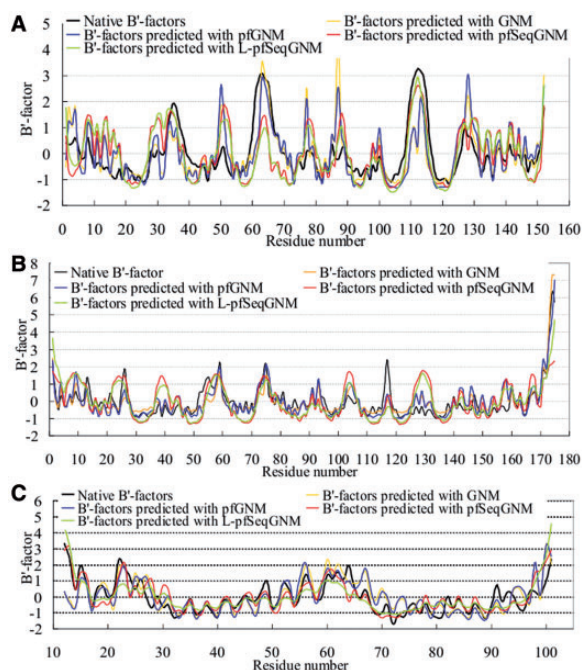 A
Native B'-factors
B'-factors predicted with GNM
B'-factors predicted with pfGNM
B'-factors predicted with pfSeqGNM
B'-factors predicted with L-pfSeqGNM
B'-factor
5
4
3
2
1
0
-1
-2
0 10 20 30 40 50 60 70 80 90 100 110 120 130 140 150 160
Residue number
B
Native B'-factor
B'-factors predicted with GNM
B'-factors predicted with pfGNM
B'-factors predicted with pfSeqGNM
B'-factors predicted with L-pfSeqGNM
B'-factor
8
7
6
5
4
3
2
1
0
-1
-2
0 10 20 30 40 50 60 70 80 90 100 110 120 130 140 150 160 170 180
Residue number
C
Native B'-factors
B'-factors predicted with GNM
B'-factors predicted with pfGNM
B'-factors predicted with pfSeqGNM
B'-factors predicted with L-pfSeqGNM
B'-factor
6
5
4
3
2
1
0
-1
-2
10 20 30 40 50 60 70 80 90 100
Residue number